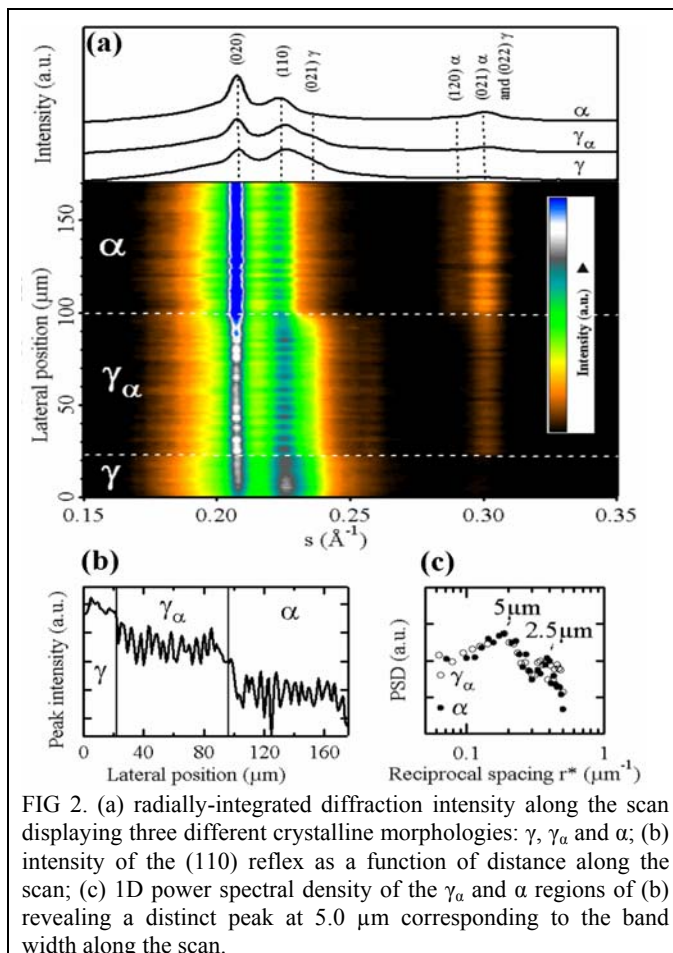 (a)
(020)
(110)
(021) γ
(120) α
(021) α
and (022) γ
Intensity (a.u.)
α
γα
γ
150
100
50
0
Lateral position (μm)
α
γα
γ
Intensity (a.u.) ▶
0.15 0.20 0.25 0.30 0.35
s (Å⁻¹)
(b)
Peak intensity (a.u.)
γ
γα
α
0 40 80 120 160
Lateral position (μm)
(c)
PSD (a.u.)
5μm
2.5μm
○ γα
● α
0.1 1
Reciprocal spacing r* (μm⁻¹)
FIG 2. (a) radially-integrated diffraction intensity along the scan
displaying three different crystalline morphologies: γ, γα and α; (b)
intensity of the (110) reflex as a function of distance along the
scan; (c) 1D power spectral density of the γα and α regions of (b)
revealing a distinct peak at 5.0 μm corresponding to the band
width along the scan.